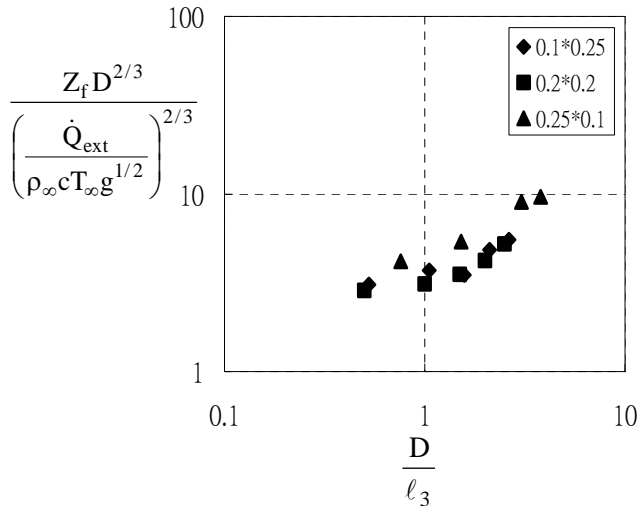 100
10
1
0.1
1
10
Z_f D^{2/3}
(Q̇_ext / ρ_∞ c T_∞ g^{1/2})^{2/3}
D
ℓ_3
0.1*0.25
0.2*0.2
0.25*0.1